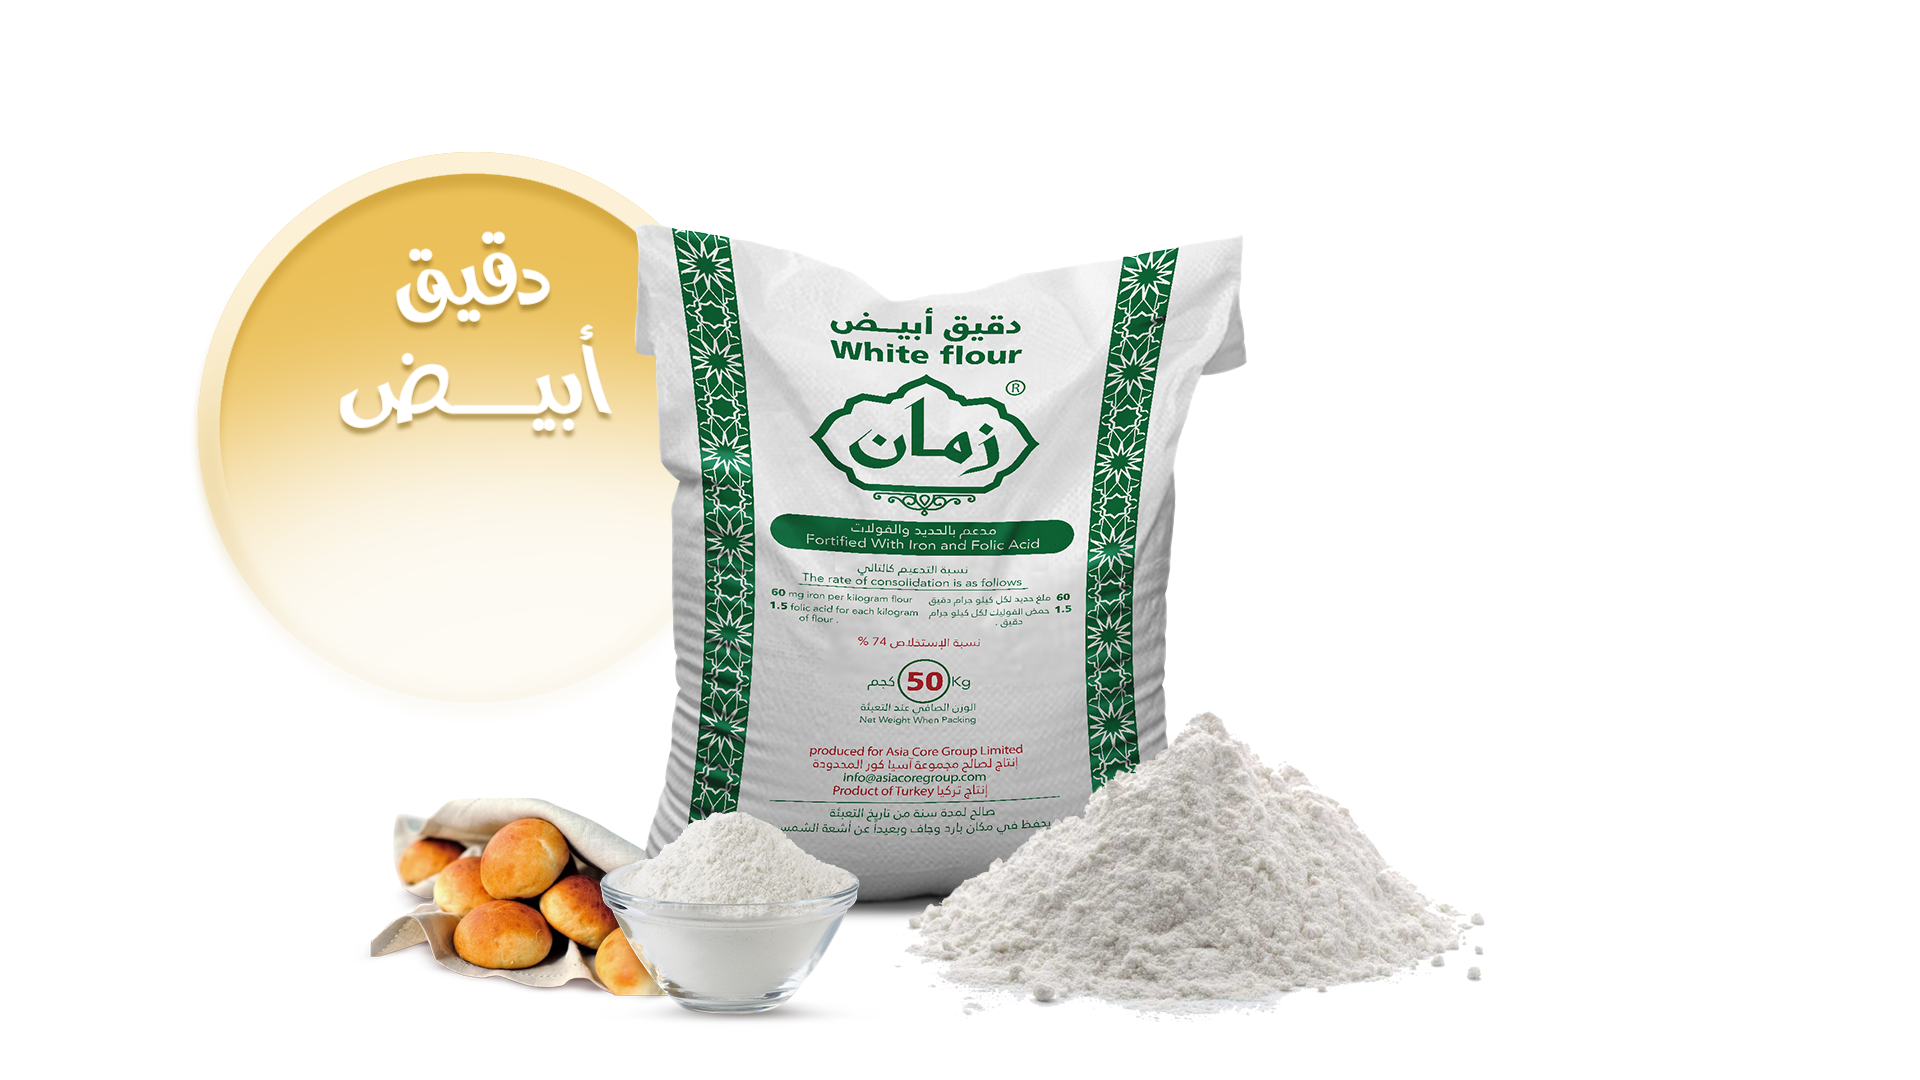 دقيق
أبيــض
دقيق أبيــض
White flour
®
زمان
مدعم بالحديد والفولات
Fortified With Iron and Folic Acid
نسبة التدعيم كالتالي
The rate of consolidation is as follows
60 mg iron per kilogram flour
1.5 folic acid for each kilogram
of flour .
60 ملغ حديد لكل كيلو جرام دقيق
1.5 حمض الفوليك لكل كيلو جرام
دقيق .
نسبة الإستخلاص 74 %
كجم 50 Kg
الوزن الصافي عند التعبئة
Net Weight When Packing
produced for Asia Core Group Limited
إنتاج لصالح مجموعة آسيا كور المحدودة
info@asiacoregroup.com
Product of Turkey إنتاج تركيا
صالح لمدة سنة من تاريخ التعبئة
يحفظ في مكان بارد وجاف وبعيداً عن أشعة الشمس